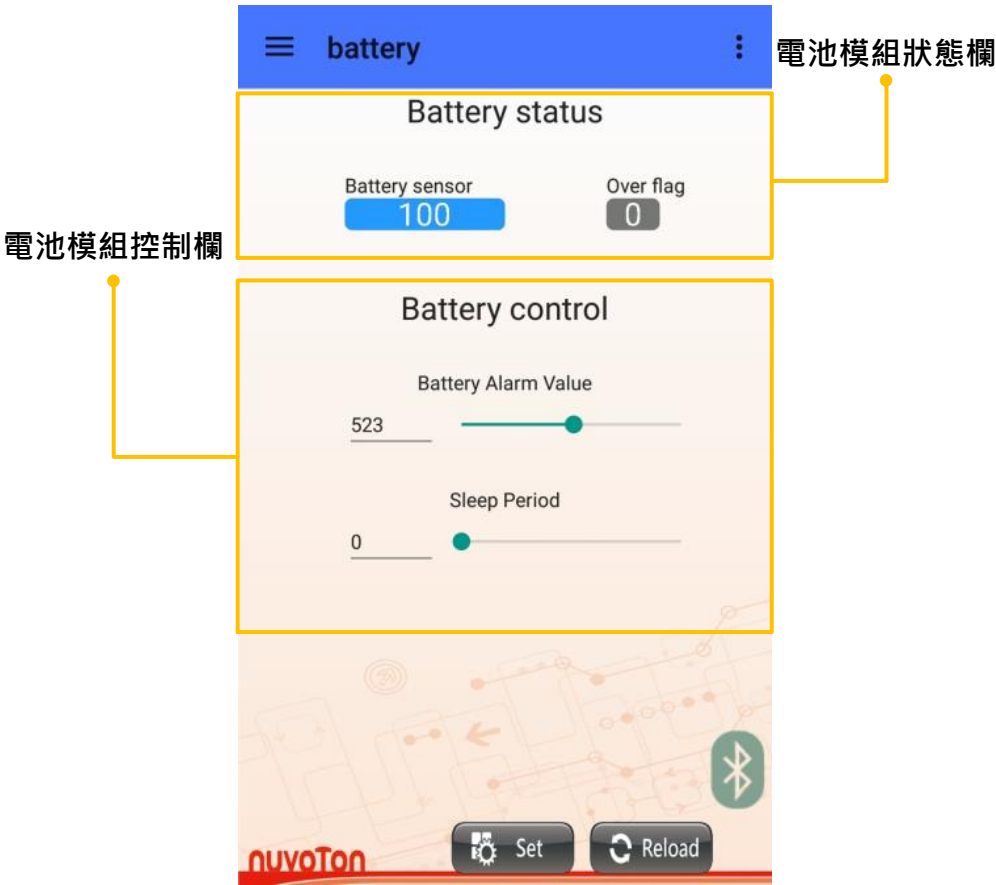 battery
電池模組狀態欄
Battery status
Battery sensor
Over flag
100
0
電池模組控制欄
Battery control
Battery Alarm Value
523
Sleep Period
0
nuvoTon
Set
Reload